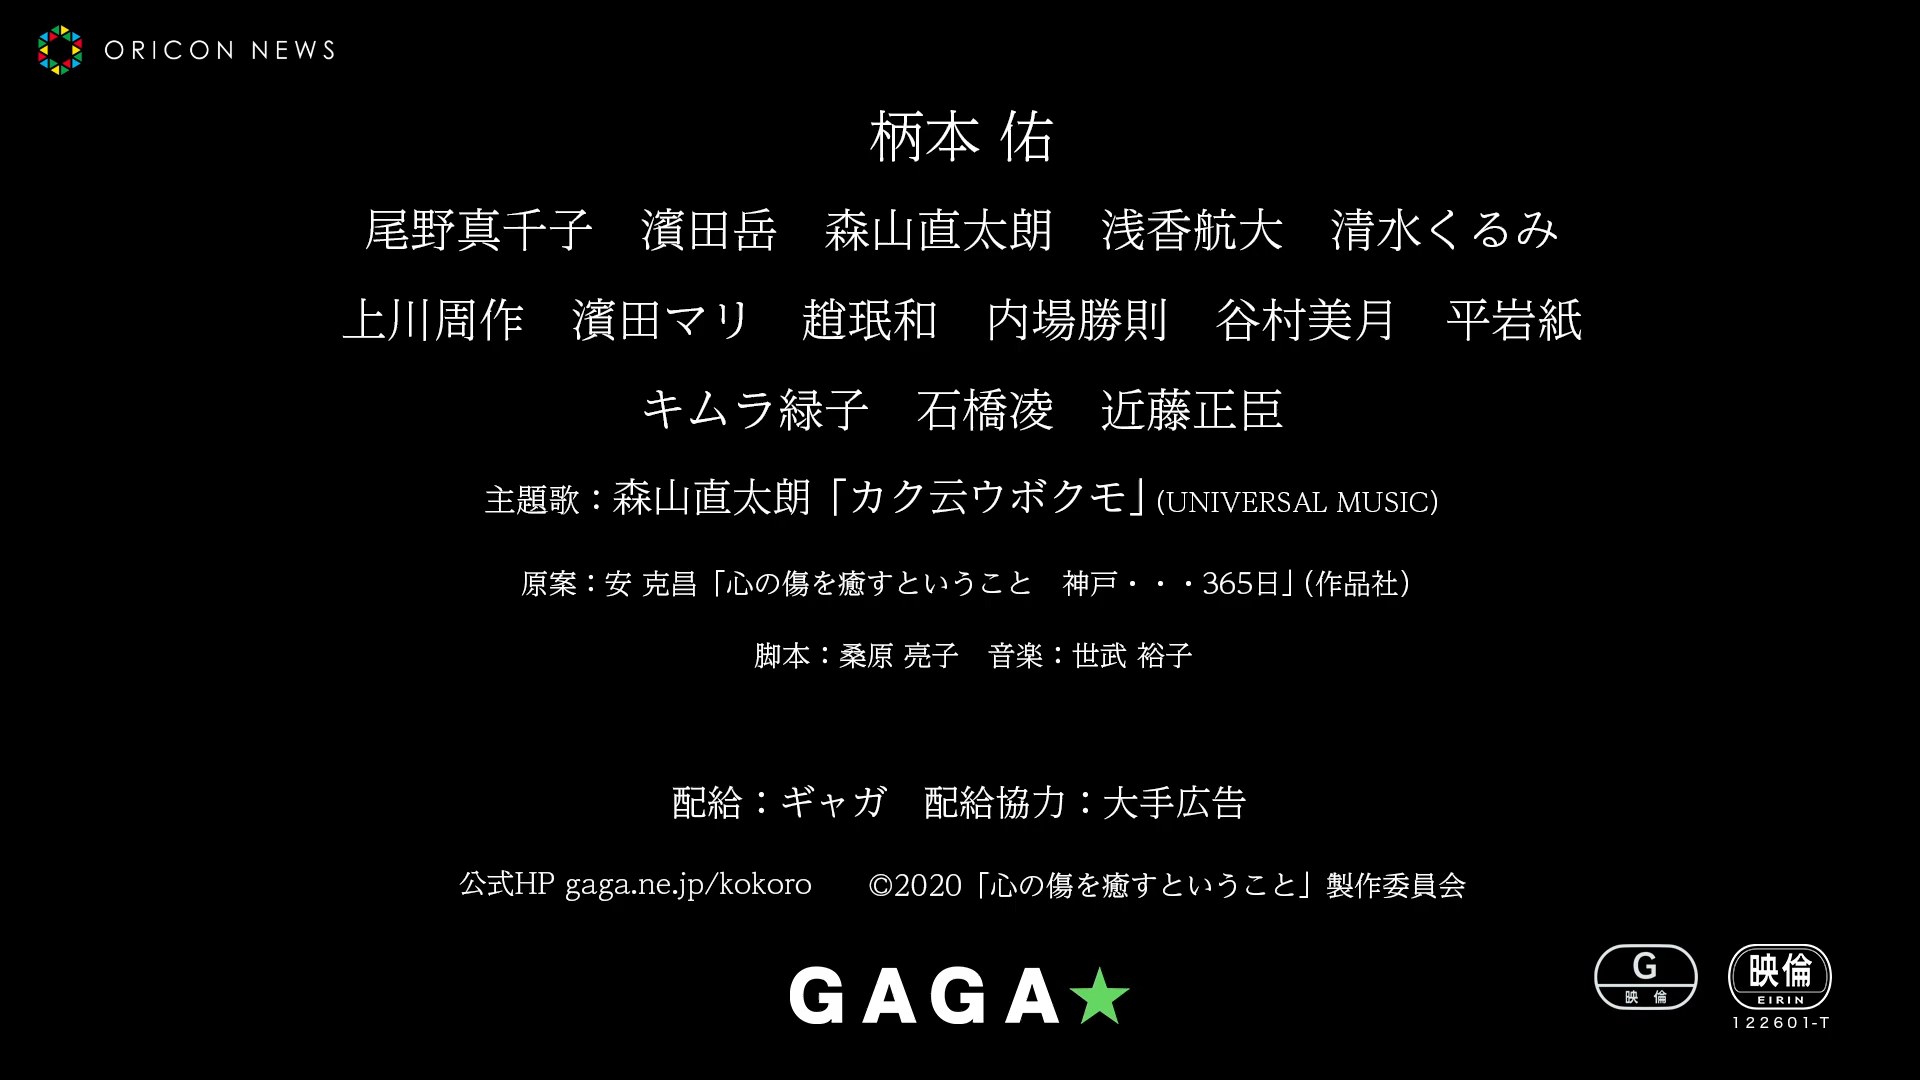 ORICON NEWS
柄本 佑
尾野真千子　濱田岳　森山直太朗　浅香航大　清水くるみ
上川周作　濱田マリ　趙珉和　内場勝則　谷村美月　平岩紙
キムラ緑子　石橋凌　近藤正臣
主題歌：森山直太朗「カク云ウボクモ」(UNIVERSAL MUSIC)
原案：安 克昌「心の傷を癒すということ　神戸・・・365日」(作品社)
脚本：桑原 亮子　音楽：世武 裕子
配給：ギャガ　配給協力：大手広告
公式HP gaga.ne.jp/kokoro　©2020「心の傷を癒すということ」製作委員会
GAGA★
G
映 倫
映倫
EIRIN
122601-T